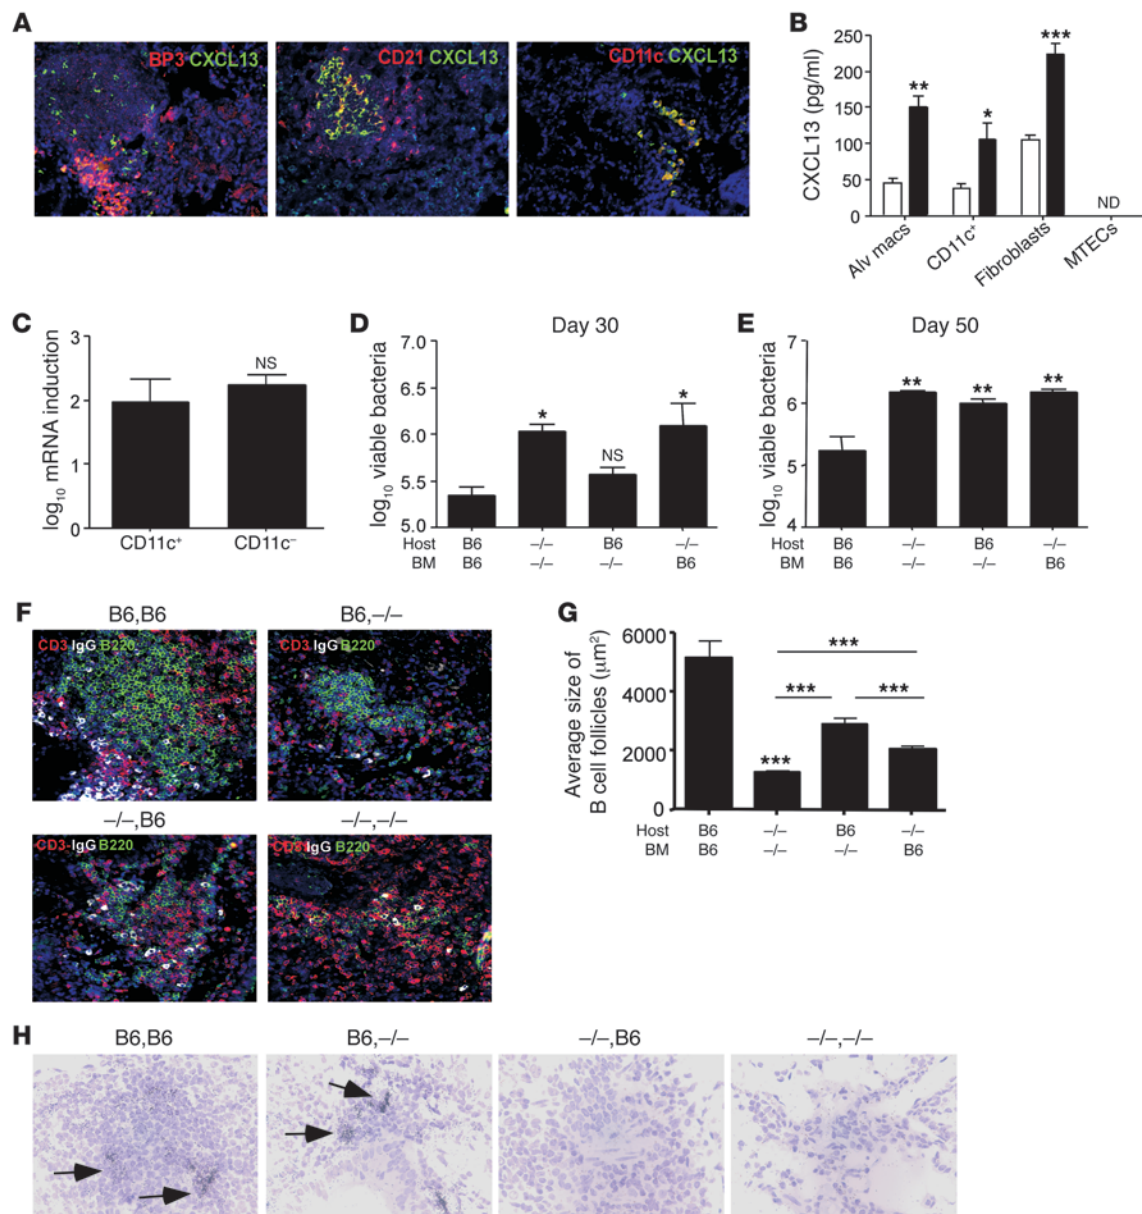 A
BP3 CXCL13
CD21 CXCL13
CD11c CXCL13
B
CXCL13 (pg/ml)
250
200
150
100
50
0
**
*
***
ND
Alv macs
CD11c+
Fibroblasts
MTECs
C
log10 mRNA induction
3
2
1
0
NS
CD11c+
CD11c–
D
Day 30
log10 viable bacteria
7.0
6.5
6.0
5.5
5.0
*
NS
*
Host B6 –/– B6 –/–
BM B6 –/– –/– B6
E
Day 50
log10 viable bacteria
7
6
5
4
**
**
**
Host B6 –/– B6 –/–
BM B6 –/– –/– B6
F
B6,B6
CD3 IgG B220
B6,–/–
CD3 IgG B220
–/–,B6
CD3 IgG B220
–/–,–/–
CD3 IgG B220
G
Average size of
B cell follicles (µm2)
6000
4000
2000
0
***
*** ***
***
Host B6 –/– B6 –/–
BM B6 –/– –/– B6
H
B6,B6
B6,–/–
–/–,B6
–/–,–/–